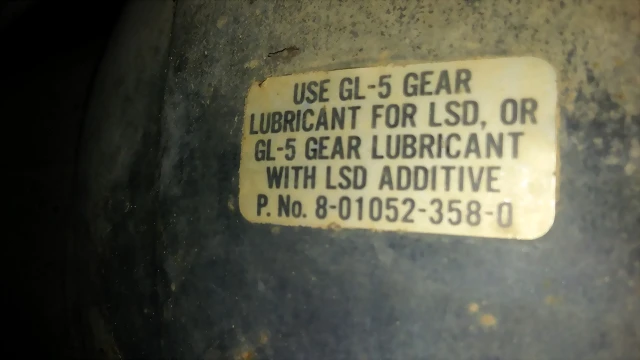 USE GL-5 GEAR
LUBRICANT FOR LSD, OR
GL-5 GEAR LUBRICANT
WITH LSD ADDITIVE
P. No. 8-01052-358-0